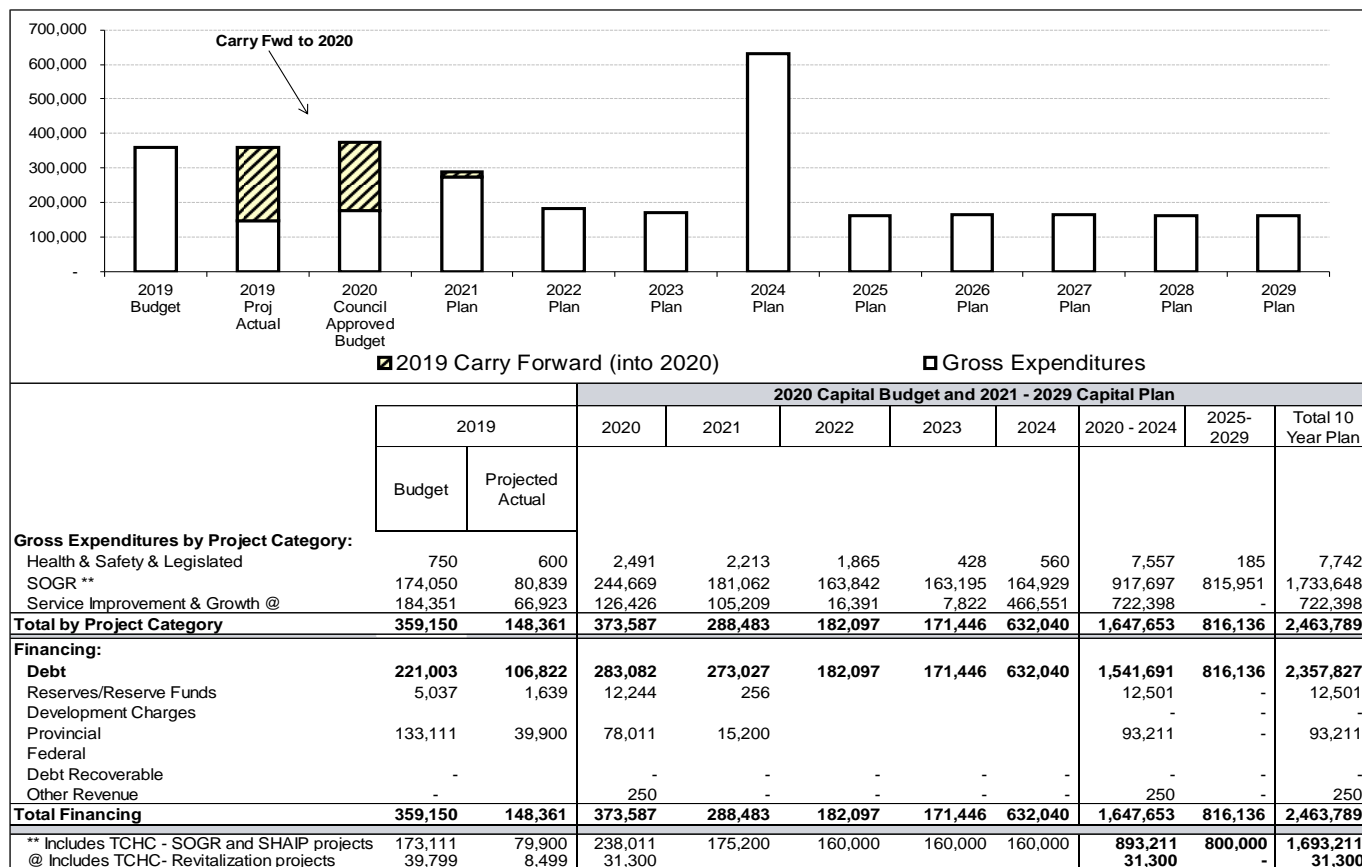 700,000
600,000
500,000
400,000
300,000
200,000
100,000
-
Carry Fwd to 2020
2019 Budget
2019 Proj Actual
2020 Council Approved Budget
2021 Plan
2022 Plan
2023 Plan
2024 Plan
2025 Plan
2026 Plan
2027 Plan
2028 Plan
2029 Plan
2019 Carry Forward (into 2020) Gross Expenditures
2020 Capital Budget and 2021 - 2029 Capital Plan
2019 2020 2021 2022 2023 2024 2020 - 2024 2025-2029 Total 10 Year Plan
Budget Projected Actual
Gross Expenditures by Project Category:
Health & Safety & Legislated 750 600 2,491 2,213 1,865 428 560 7,557 185 7,742
SOGR ** 174,050 80,839 244,669 181,062 163,842 163,195 164,929 917,697 815,951 1,733,648
Service Improvement & Growth @ 184,351 66,923 126,426 105,209 16,391 7,822 466,551 722,398 - 722,398
Total by Project Category 359,150 148,361 373,587 288,483 182,097 171,446 632,040 1,647,653 816,136 2,463,789
Financing:
Debt 221,003 106,822 283,082 273,027 182,097 171,446 632,040 1,541,691 816,136 2,357,827
Reserves/Reserve Funds 5,037 1,639 12,244 256 12,501 - 12,501
Development Charges - - -
Provincial 133,111 39,900 78,011 15,200 93,211 - 93,211
Federal
Debt Recoverable - - - - - - - - -
Other Revenue - 250 - - - - 250 - 250
Total Financing 359,150 148,361 373,587 288,483 182,097 171,446 632,040 1,647,653 816,136 2,463,789
** Includes TCHC - SOGR and SHAIP projects 173,111 79,900 238,011 175,200 160,000 160,000 160,000 893,211 800,000 1,693,211
@ Includes TCHC- Revitalization projects 39,799 8,499 31,300 31,300 - 31,300